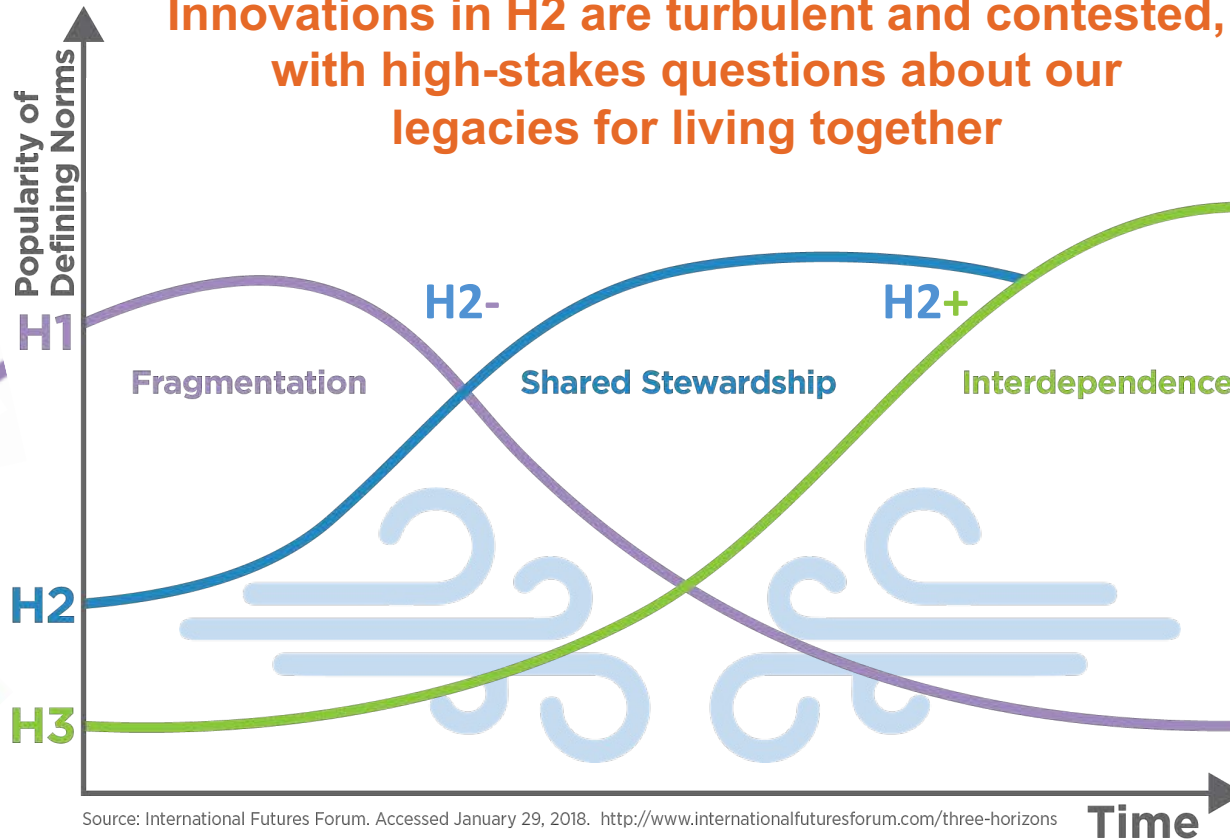 Innovations in H2 are turbulent and contested,
with high-stakes questions about our
legacies for living together
Popularity of
Defining Norms
H1
H2-
H2+
Fragmentation
Shared Stewardship
Interdependence
H2
H3
Source: International Futures Forum. Accessed January 29, 2018. http://www.internationalfuturesforum.com/three-horizons
Time